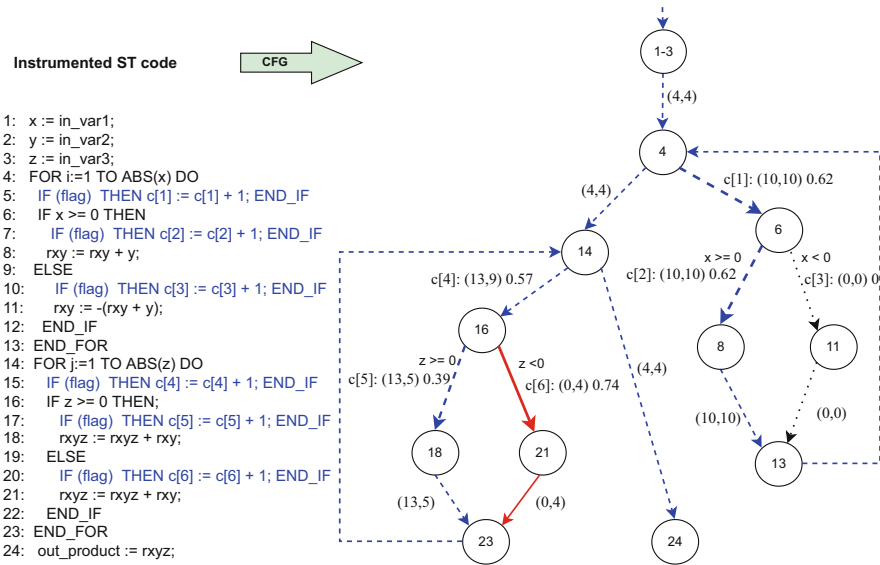 Instrumented ST code
CFG
1: x := in_var1;
2: y := in_var2;
3: z := in_var3;
4: FOR i:=1 TO ABS(x) DO
5: IF (flag) THEN c[1] := c[1] + 1; END_IF
6: IF x >= 0 THEN
7: IF (flag) THEN c[2] := c[2] + 1; END_IF
8: rxy := rxy + y;
9: ELSE
10: IF (flag) THEN c[3] := c[3] + 1; END_IF
11: rxy := -(rxy + y);
12: END_IF
13: END_FOR
14: FOR j:=1 TO ABS(z) DO
15: IF (flag) THEN c[4] := c[4] + 1; END_IF
16: IF z >= 0 THEN;
17: IF (flag) THEN c[5] := c[5] + 1; END_IF
18: rxyz := rxyz + rxy;
19: ELSE
20: IF (flag) THEN c[6] := c[6] + 1; END_IF
21: rxyz := rxyz + rxy;
22: END_IF
23: END_FOR
24: out_product := rxyz;
1-3
(4,4)
4
(4,4)
c[1]: (10,10) 0.62
6
14
x >= 0
c[2]: (10,10) 0.62
x < 0
c[3]: (0,0) 0
c[4]: (13,9) 0.57
16
8
11
z >= 0
c[5]: (13,5) 0.39
z <0
c[6]: (0,4) 0.74
(4,4)
(10,10)
(0,0)
18
21
13
(13,5)
(0,4)
23
24